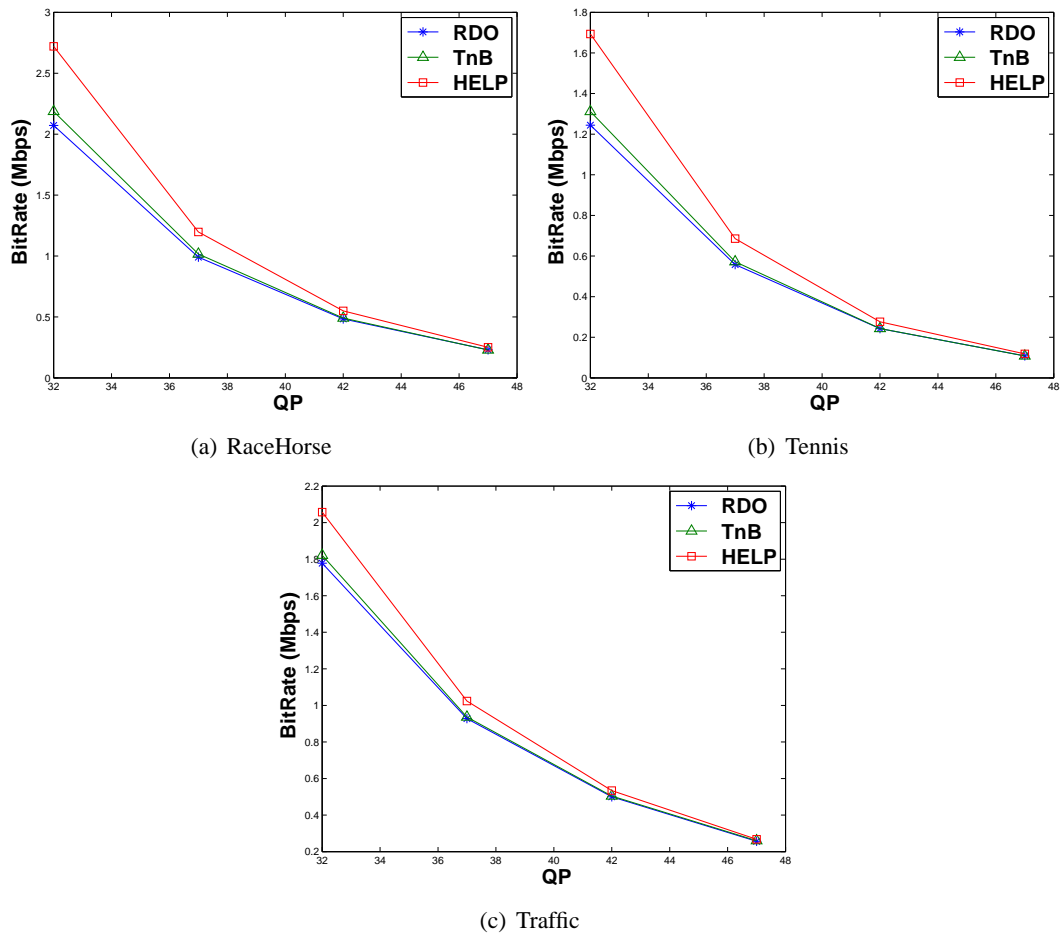 3
2.5
2
1.5
1
0.5
0
32 34 36 38 40 42 44 46 48
BitRate (Mbps)
QP
RDO
TnB
HELP
(a) RaceHorse
1.8
1.6
1.4
1.2
1
0.8
0.6
0.4
0.2
0
32 34 36 38 40 42 44 46 48
BitRate (Mbps)
QP
RDO
TnB
HELP
(b) Tennis
2.2
2
1.8
1.6
1.4
1.2
1
0.8
0.6
0.4
0.2
32 34 36 38 40 42 44 46 48
BitRate (Mbps)
QP
RDO
TnB
HELP
(c) Traffic